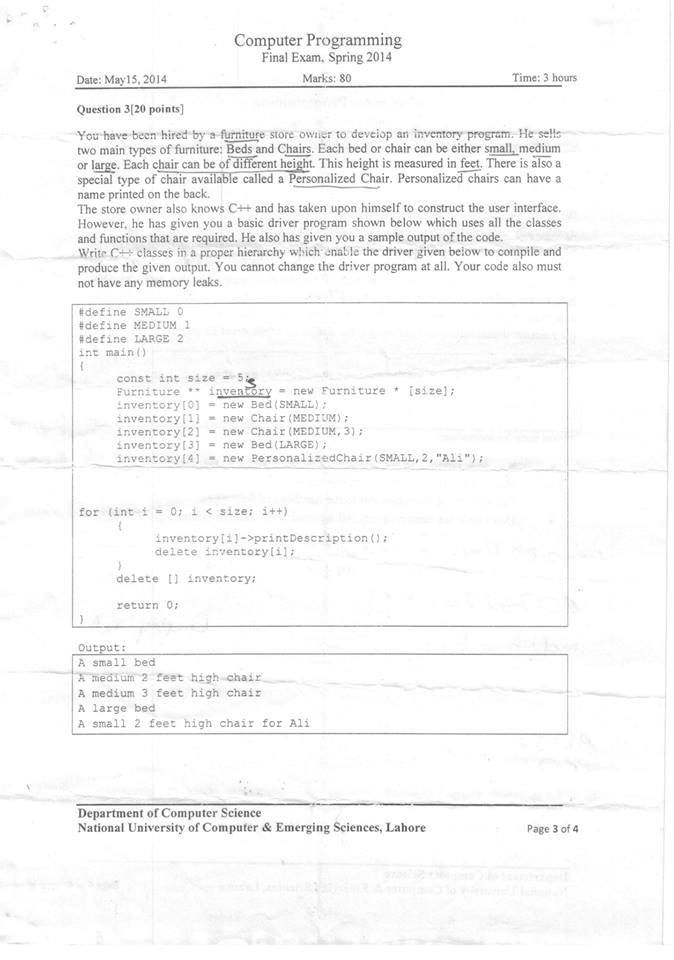 Computer Programming
Final Exam, Spring 2014
Date: May15, 2014 Marks: 80 Time: 3 hours
Question 3[20 points]
You have been hired by a furniture store owner to develop an inventory program. He sells
two main types of furniture: Beds and Chairs. Each bed or chair can be either small, medium
or large. Each chair can be of different height. This height is measured in feet. There is also a
special type of chair available called a Personalized Chair. Personalized chairs can have a
name printed on the back.
The store owner also knows C++ and has taken upon himself to construct the user interface.
However, he has given you a basic driver program shown below which uses all the classes
and functions that are required. He also has given you a sample output of the code.
Write C++ classes in a proper hierarchy which enable the driver given below to compile and
produce the given output. You cannot change the driver program at all. Your code also must
not have any memory leaks.
#define SMALL 0
#define MEDIUM 1
#define LARGE 2
int main()
{
const int size = 5;
Furniture ** inventory = new Furniture * [size];
inventory[0] = new Bed(SMALL);
inventory[1] = new Chair(MEDIUM);
inventory[2] = new Chair(MEDIUM,3);
inventory[3] = new Bed(LARGE);
inventory[4] = new PersonalizedChair(SMALL,2,"Ali");
for (int i = 0; i < size; i++)
{
inventory[i]->printDescription();
delete inventory[i];
}
delete [] inventory;
return 0;
}
Output:
A small bed
A medium 2 feet high chair
A medium 3 feet high chair
A large bed
A small 2 feet high chair for Ali
Department of Computer Science
National University of Computer & Emerging Sciences, Lahore Page 3 of 4